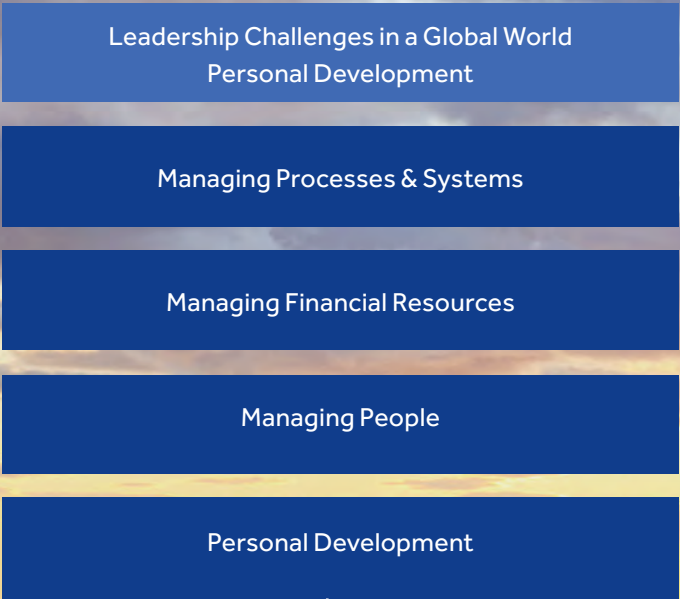 Leadership Challenges in a Global World
Personal Development
Managing Processes & Systems
Managing Financial Resources
Managing People
Personal Development